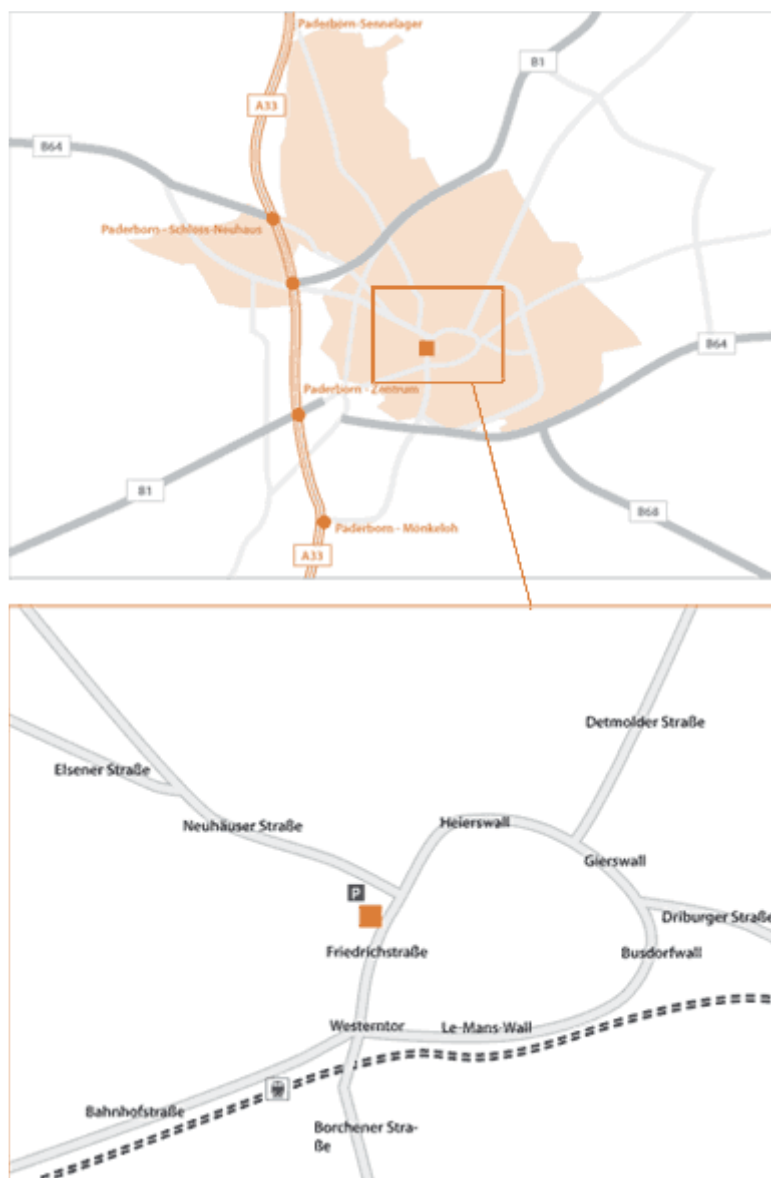 Paderborn-Sennelager
B1
A33
B64
Paderborn - Schloss-Neuhaus
B64
Paderborn - Zentrum
B1
B68
Paderborn - Mönkeloh
A33
Detmolder Straße
Elsener Straße
Neuhäuser Straße
Heierswall
Gierswall
P
Driburger Straße
Friedrichstraße
Busdorfwall
Westerntor
Le-Mans-Wall
Bahnhofstraße
Borchener Stra-
ße